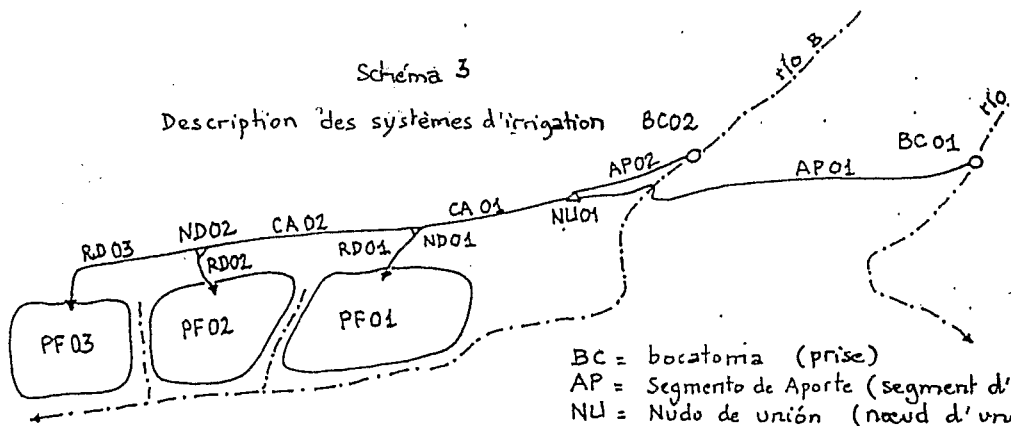 Schéma 3
Description des systèmes d'irrigation
río B
río
BC02
BC01
AP02
AP01
NU01
CA01
CA02
ND02
ND01
RD03
RD02
RD01
PF03
PF02
PF01
BC = bocatoma (prise)
AP = Segmento de Aporte (segment d'
NU = Nudo de unión (nœud d'